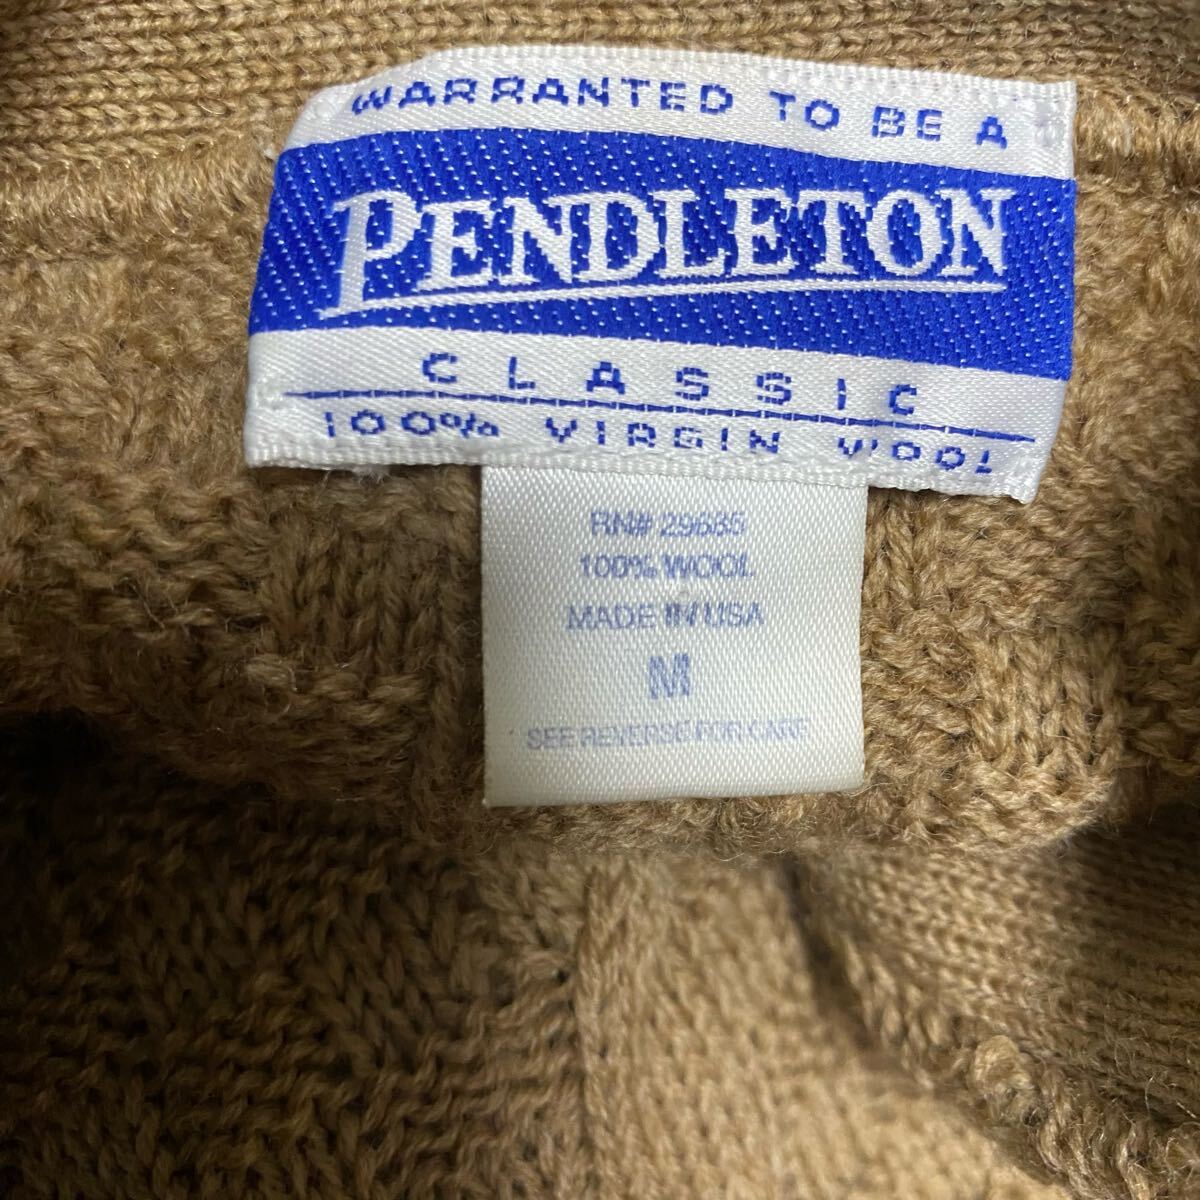 WARRANTED TO BE A
PENDLETON
CLASSIC
100% VIRGIN WOOL
RN# 29685
100% WOOL
MADE IN USA
M
SEE REVERSE FOR CARE